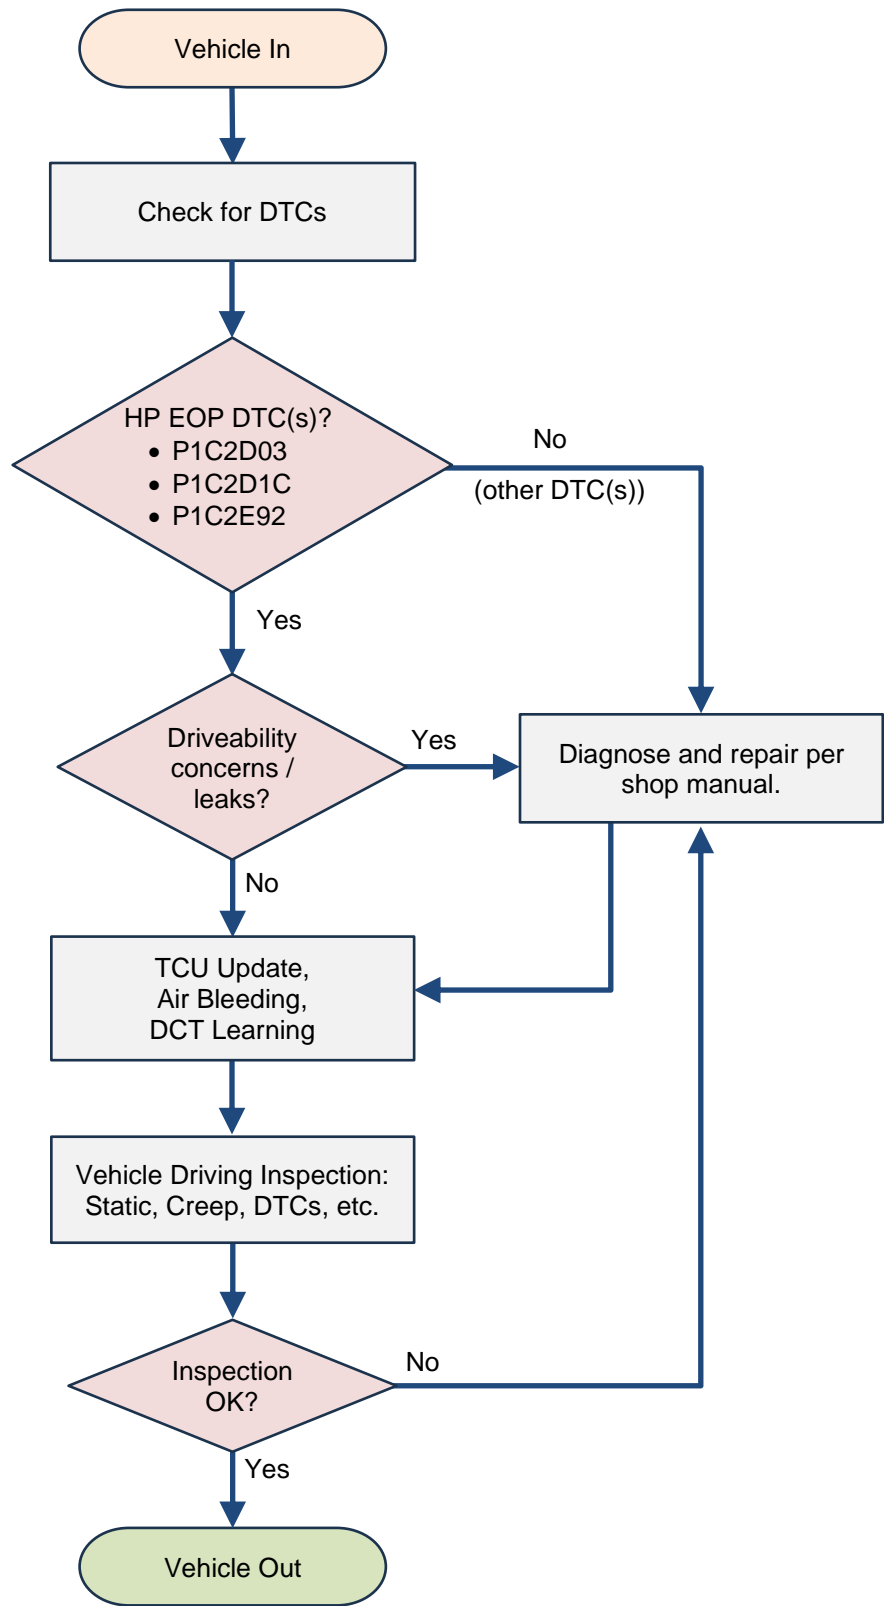 Vehicle In
Check for DTCs
HP EOP DTC(s)?
• P1C2D03
• P1C2D1C
• P1C2E92
No
(other DTC(s))
Yes
Driveability
concerns /
leaks?
Yes
Diagnose and repair per
shop manual.
No
TCU Update,
Air Bleeding,
DCT Learning
Vehicle Driving Inspection:
Static, Creep, DTCs, etc.
Inspection
OK?
No
Yes
Vehicle Out